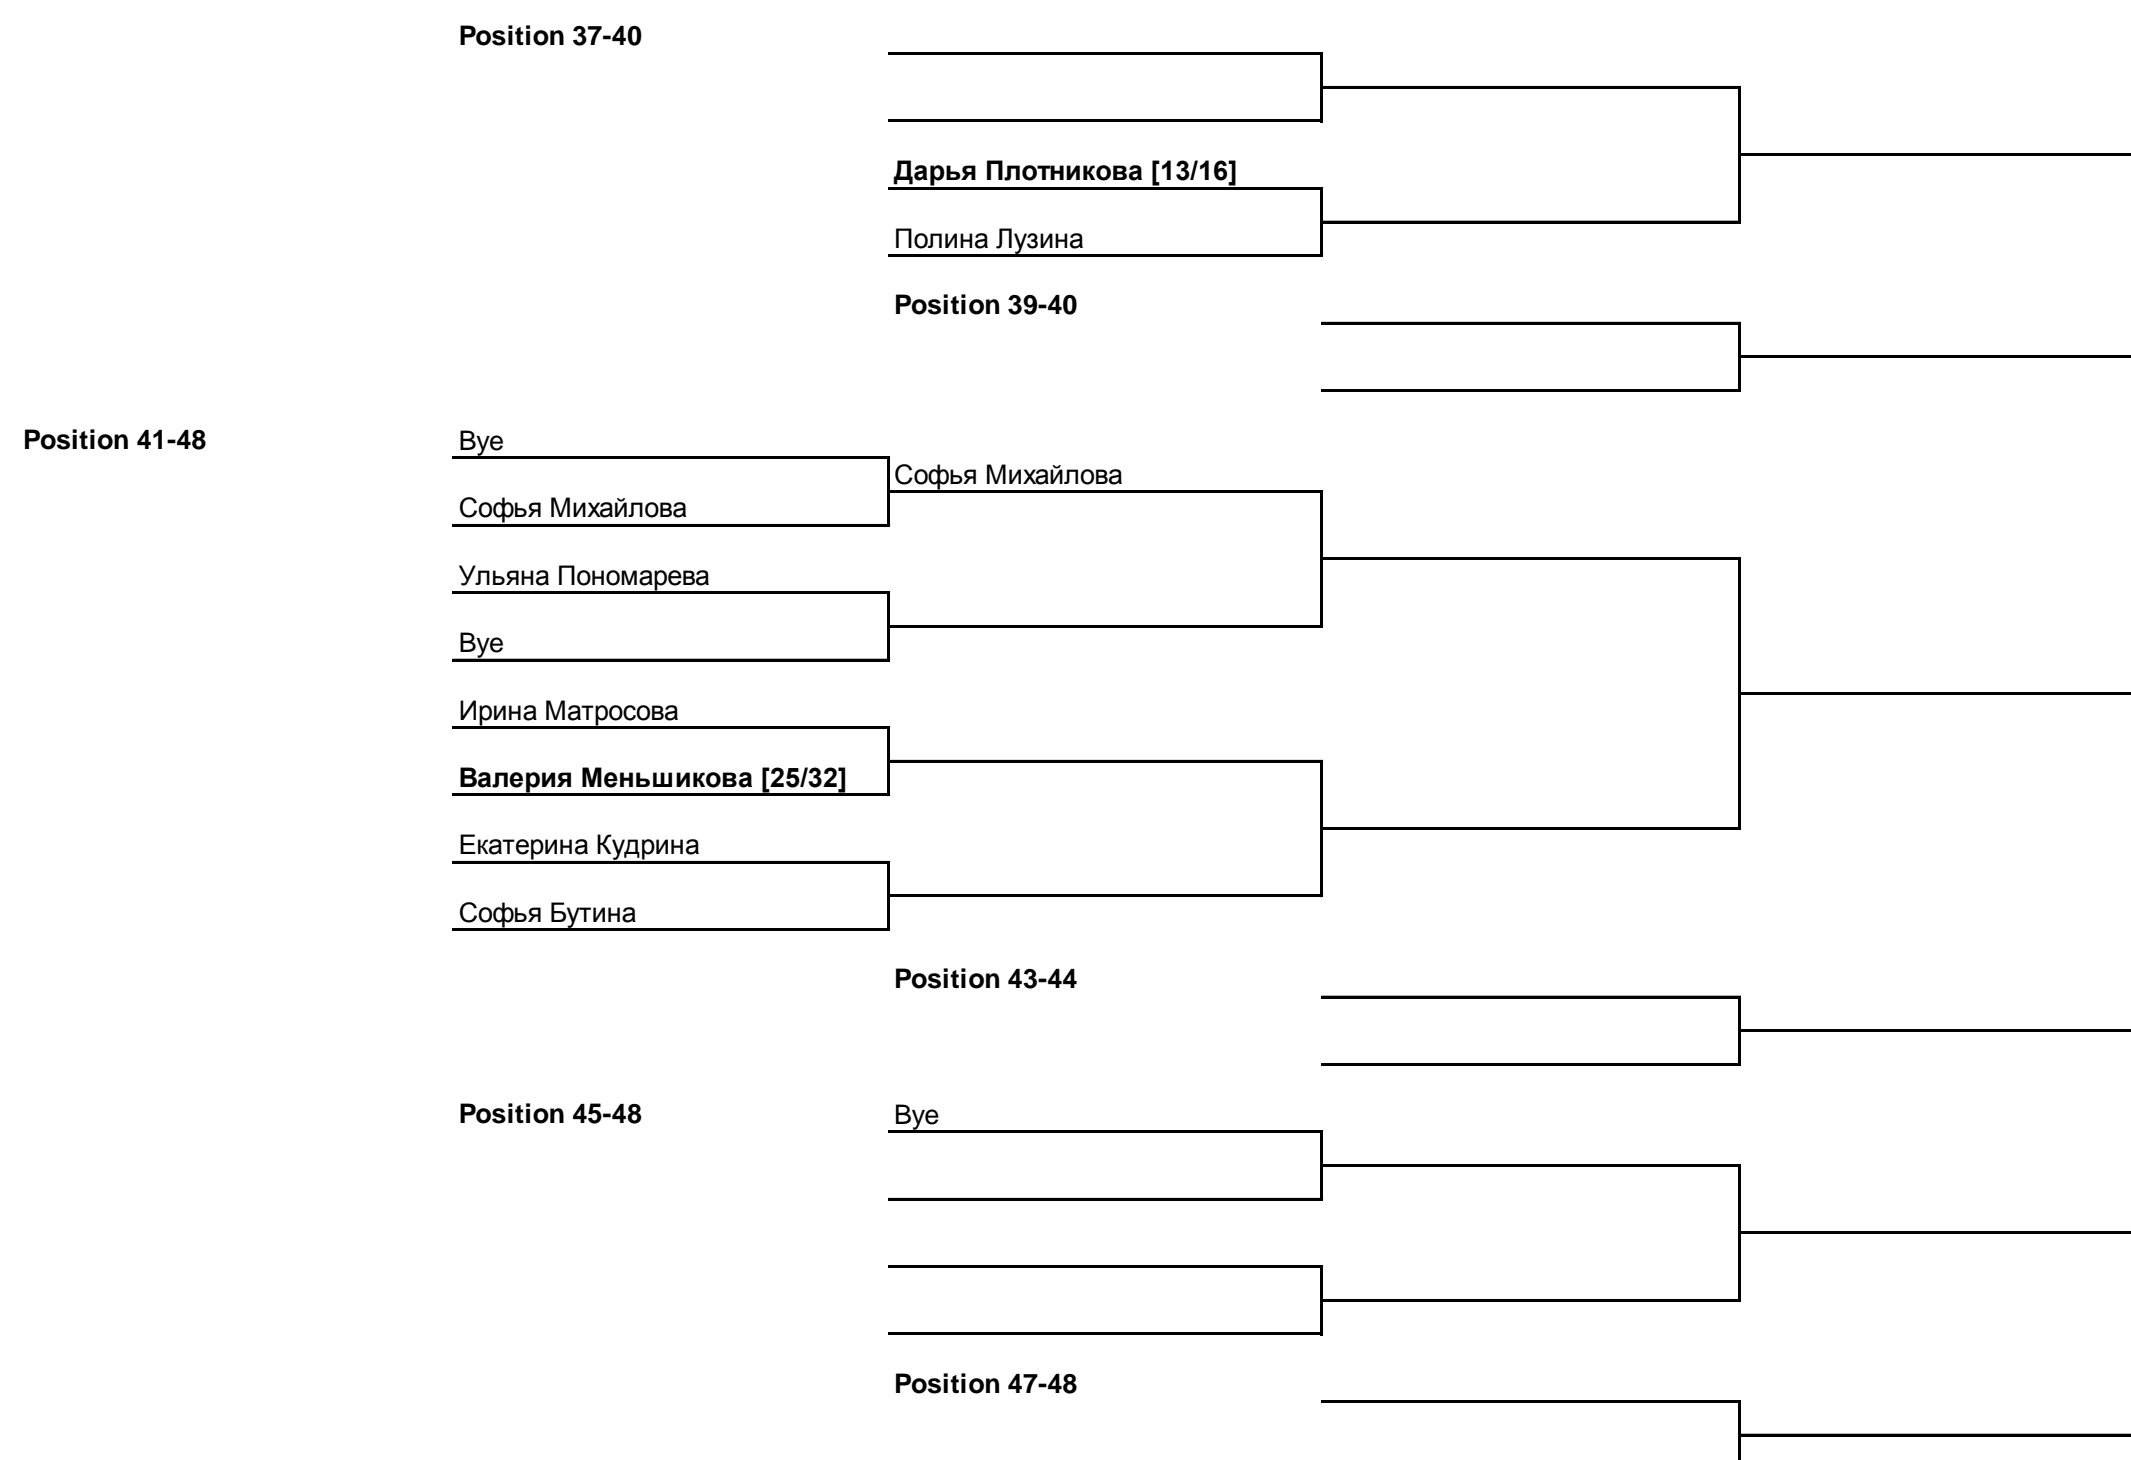 Position 37-40
Дарья Плотникова [13/16]
Полина Лузина
Position 39-40
Position 41-48
Bye
Софья Михайлова
Софья Михайлова
Ульяна Пономарева
Bye
Ирина Матросова
Валерия Меньшикова [25/32]
Екатерина Кудрина
Софья Бутина
Position 43-44
Position 45-48
Bye
Position 47-48